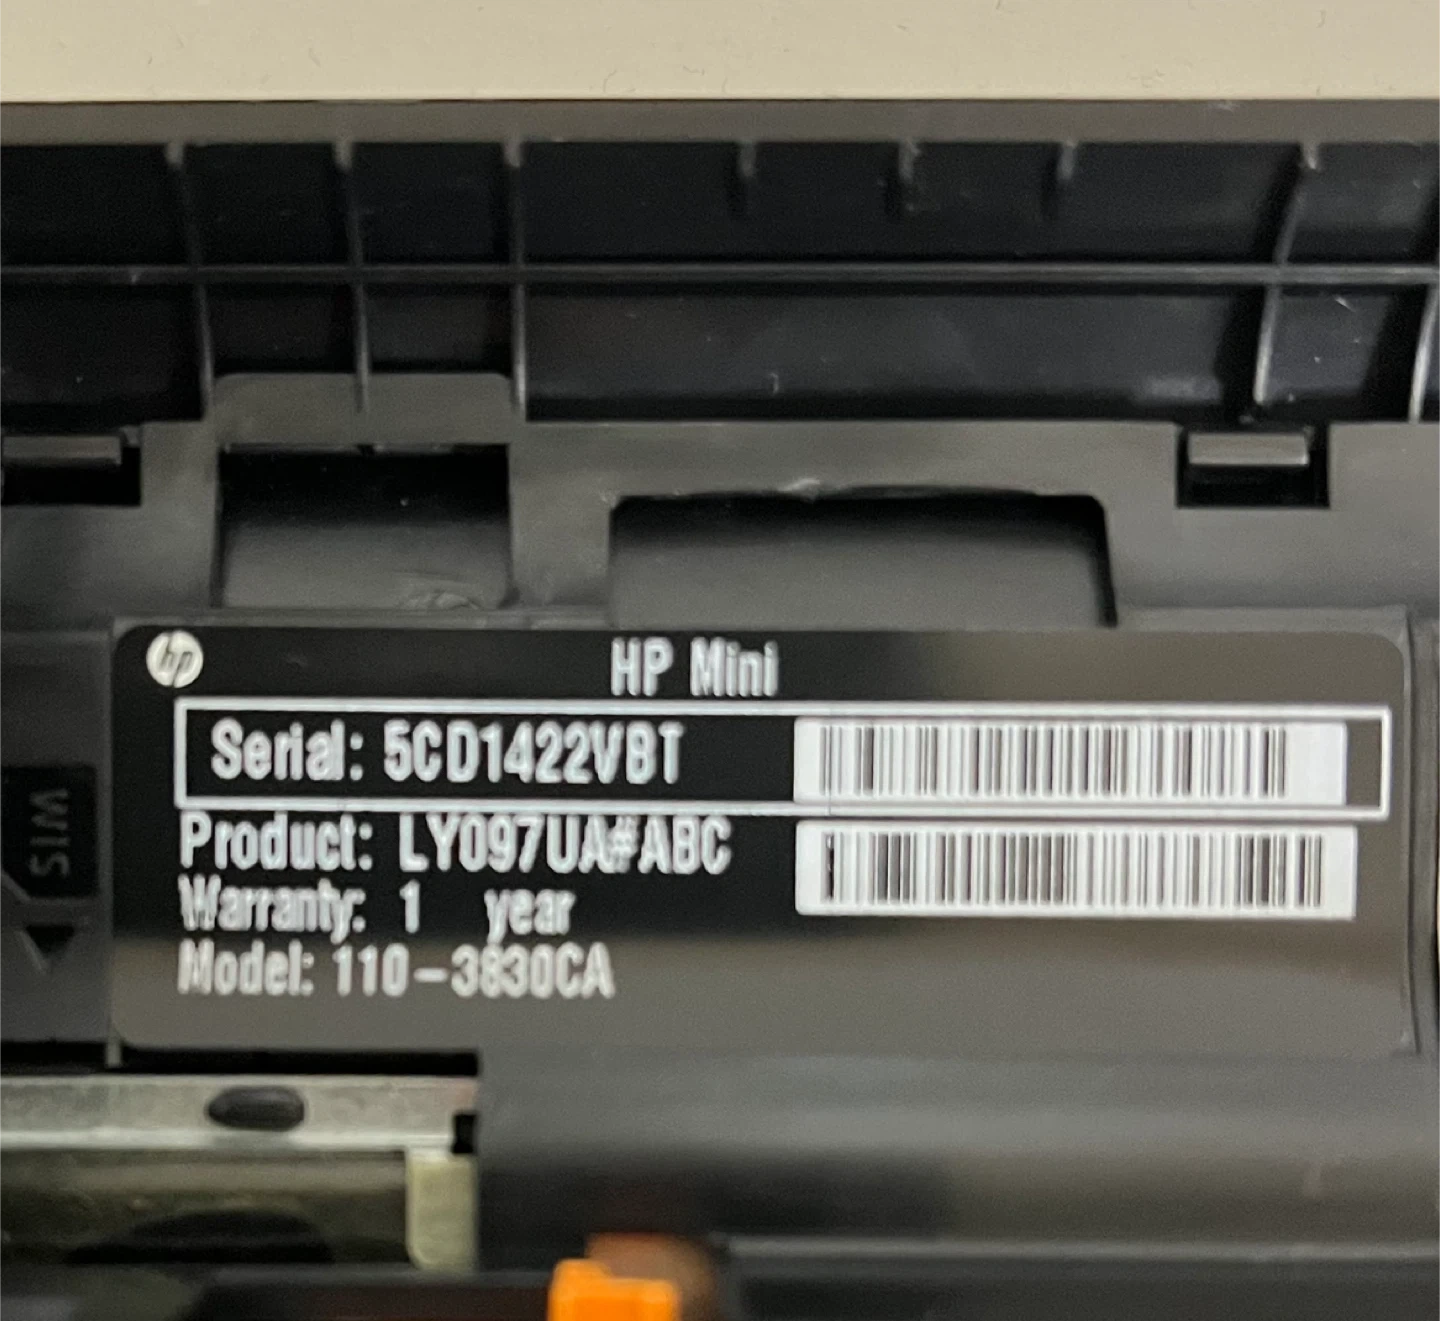 hp
HP Mini
Serial: 5CD1422VBT
Product: LY097UA#ABC
Warranty: 1 year
Model: 110-3830CA
SIM